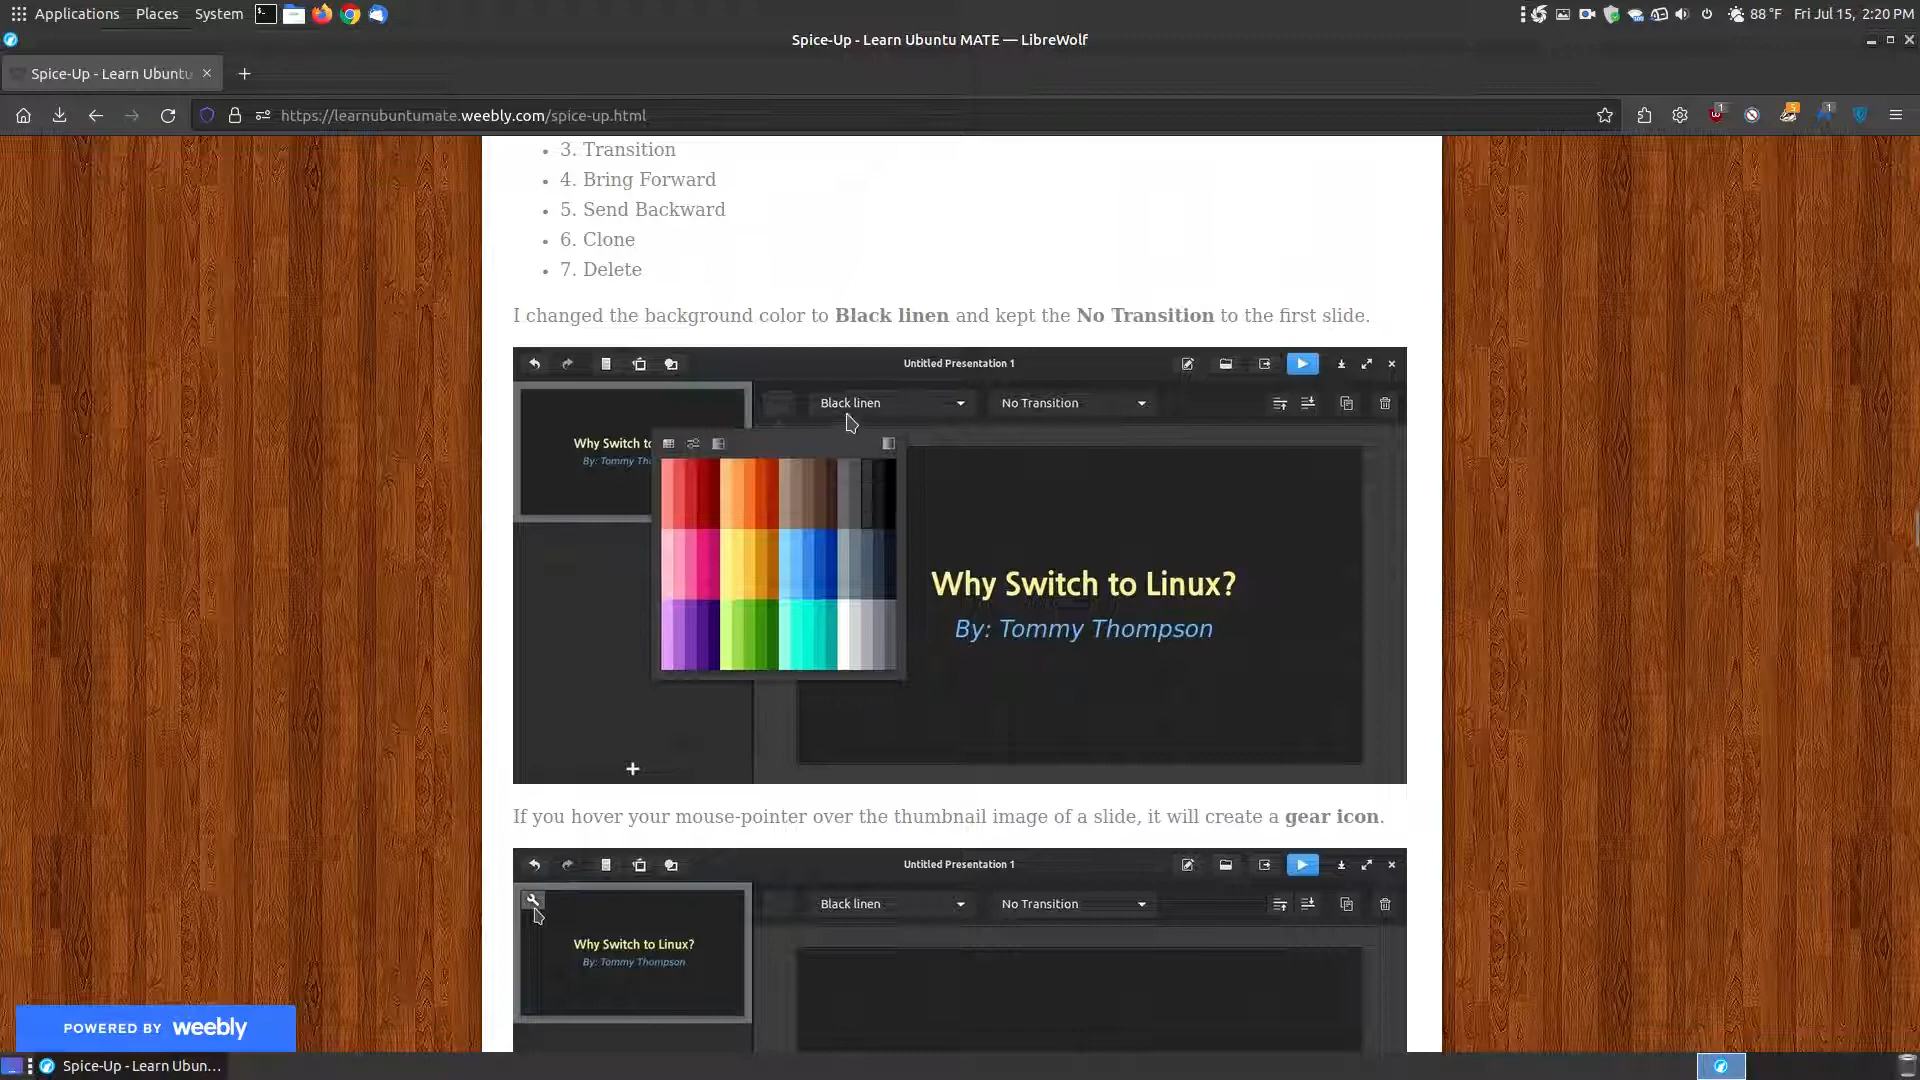 Applications Places System
88 °F Fri Jul 15, 2:20 PM
Spice-Up - Learn Ubuntu MATE — LibreWolf
Spice-Up - Learn Ubuntu
https://learnubuntumate.weebly.com/spice-up.html
3. Transition
4. Bring Forward
5. Send Backward
6. Clone
7. Delete
I changed the background color to Black linen and kept the No Transition to the first slide.
Untitled Presentation 1
Black linen No Transition
Why Switch to
By: Tommy Tho
Why Switch to Linux?
By: Tommy Thompson
If you hover your mouse-pointer over the thumbnail image of a slide, it will create a gear icon.
Untitled Presentation 1
Black linen No Transition
Why Switch to Linux?
By: Tommy Thompson
POWERED BY weebly
Spice-Up - Learn Ubun...